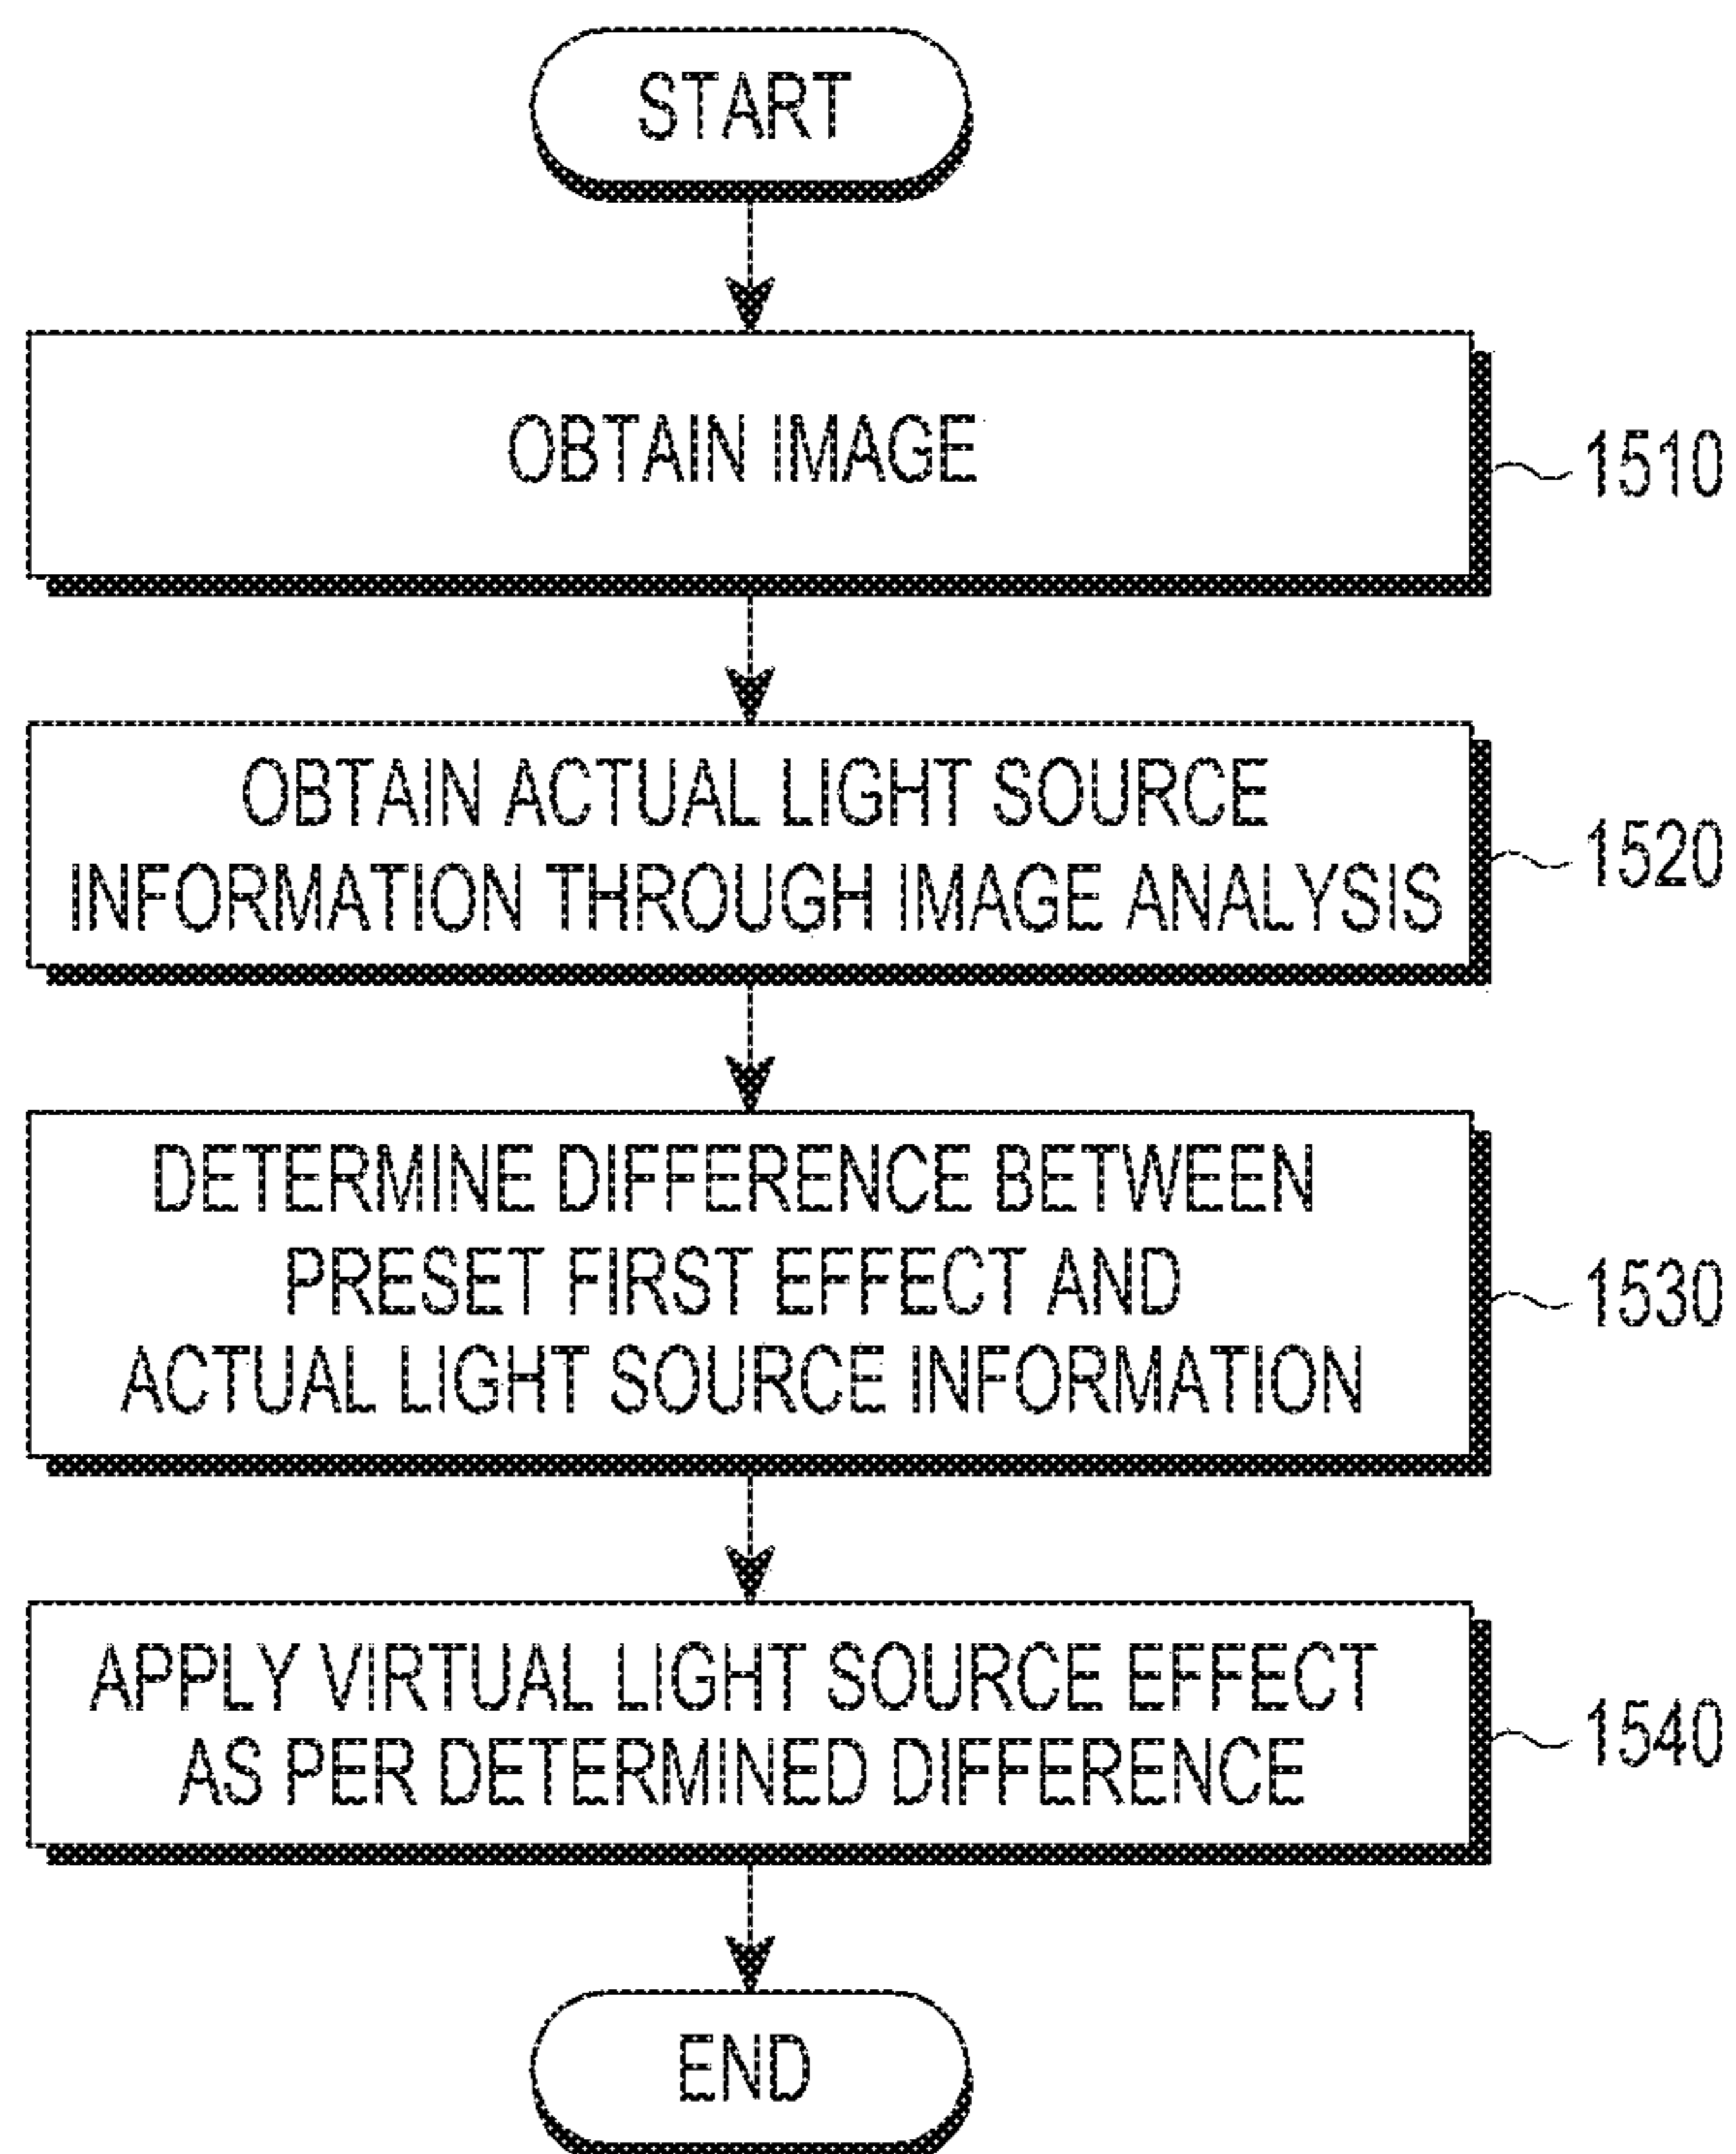 START
OBTAIN IMAGE
1510
OBTAIN ACTUAL LIGHT SOURCE
INFORMATION THROUGH IMAGE ANALYSIS
1520
DETERMINE DIFFERENCE BETWEEN
PRESET FIRST EFFECT AND
ACTUAL LIGHT SOURCE INFORMATION
1530
APPLY VIRTUAL LIGHT SOURCE EFFECT
AS PER DETERMINED DIFFERENCE
1540
END